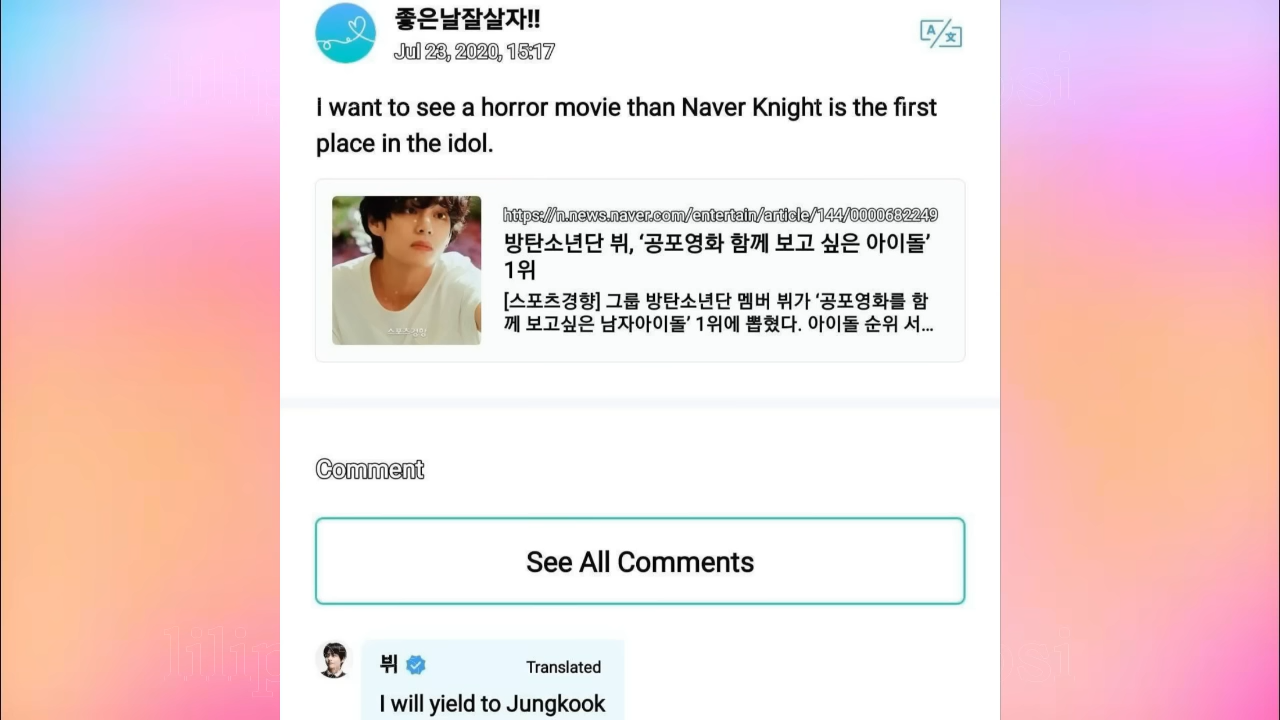 좋은날잘살자!!
Jul 23, 2020, 15:17
I want to see a horror movie than Naver Knight is the first
place in the idol.
https://n.news.naver.com/entertain/article/144/0000682249
방탄소년단 뷔, ‘공포영화 함께 보고 싶은 아이돌’
1위
[스포츠경향] 그룹 방탄소년단 멤버 뷔가 ‘공포영화를 함
께 보고싶은 남자아이돌’ 1위에 뽑혔다. 아이돌 순위 서...
스포츠경향
Comment
See All Comments
뷔 Translated
I will yield to Jungkook